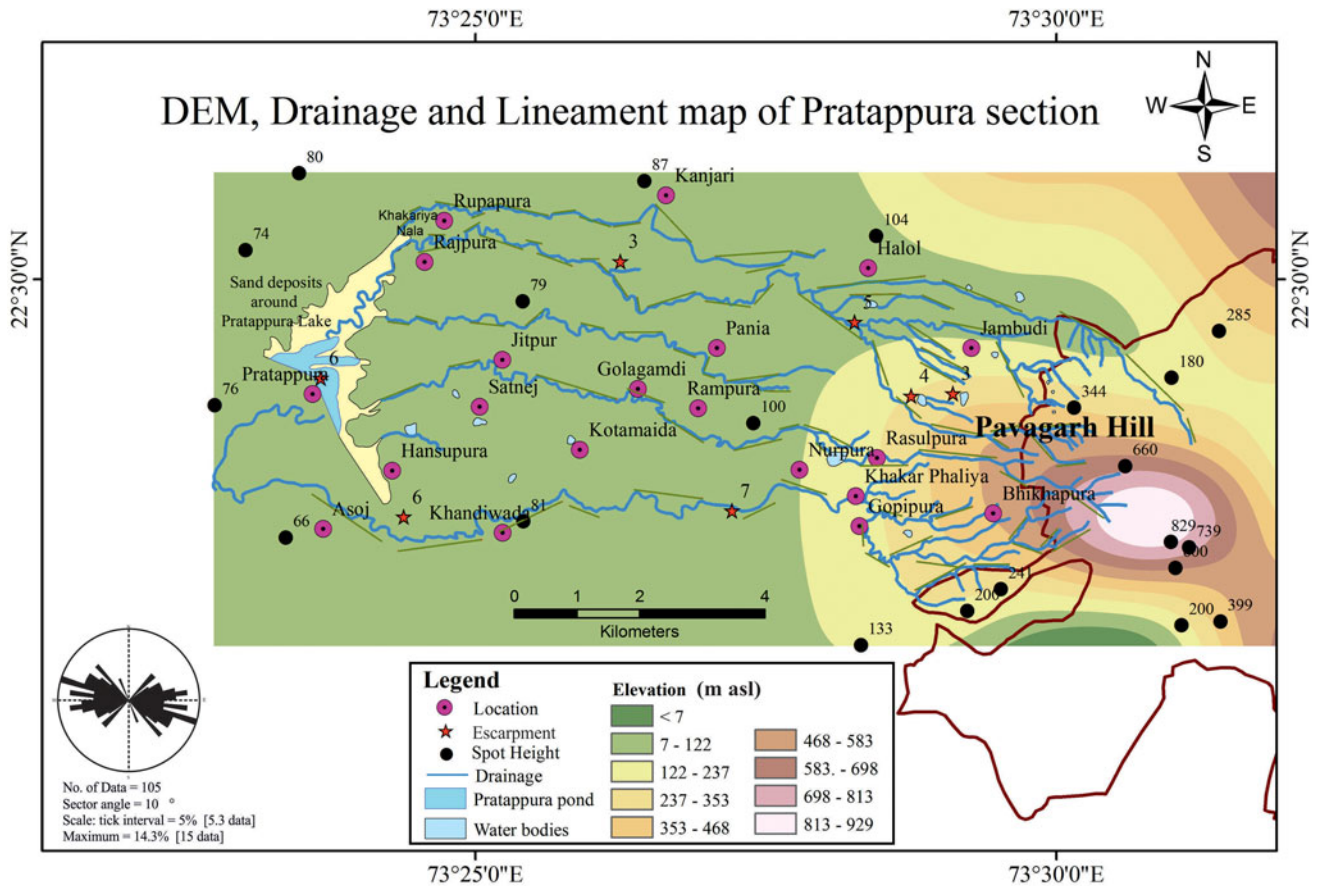 73°25'0"E
73°30'0"E
N
W
E
S
DEM, Drainage and Lineament map of Pratappura section
80
87
Kanjari
Rupapura
Khakariya
Nala
74
Rajpura
3
104
Halol
22°30'0"N
22°30'0"N
Sand deposits
around
Pratappura Lake
79
5
285
Pania
Jambudi
Jitpur
6
Pratappura
Golagamdi
180
4
3
76
Satnej
Rampura
344
100
Pavagarh Hill
Kotamaida
Rasulpura
Hansupura
Nurpura
660
Khakar Phaliya
7
Bhikhapura
6
Asoj
Khandiwada
81
Gopipura
66
829
739
600
241
200
0
1
2
4
Kilometers
200
399
133
Legend
Location
Escarpment
Spot Height
Drainage
Pratappura pond
Water bodies
Elevation (m asl)
< 7
7 - 122
122 - 237
237 - 353
353 - 468
468 - 583
583. - 698
698 - 813
813 - 929
No. of Data = 105
Sector angle = 10 °
Scale: tick interval = 5% [5.3 data]
Maximum = 14.3% [15 data]
73°25'0"E
73°30'0"E